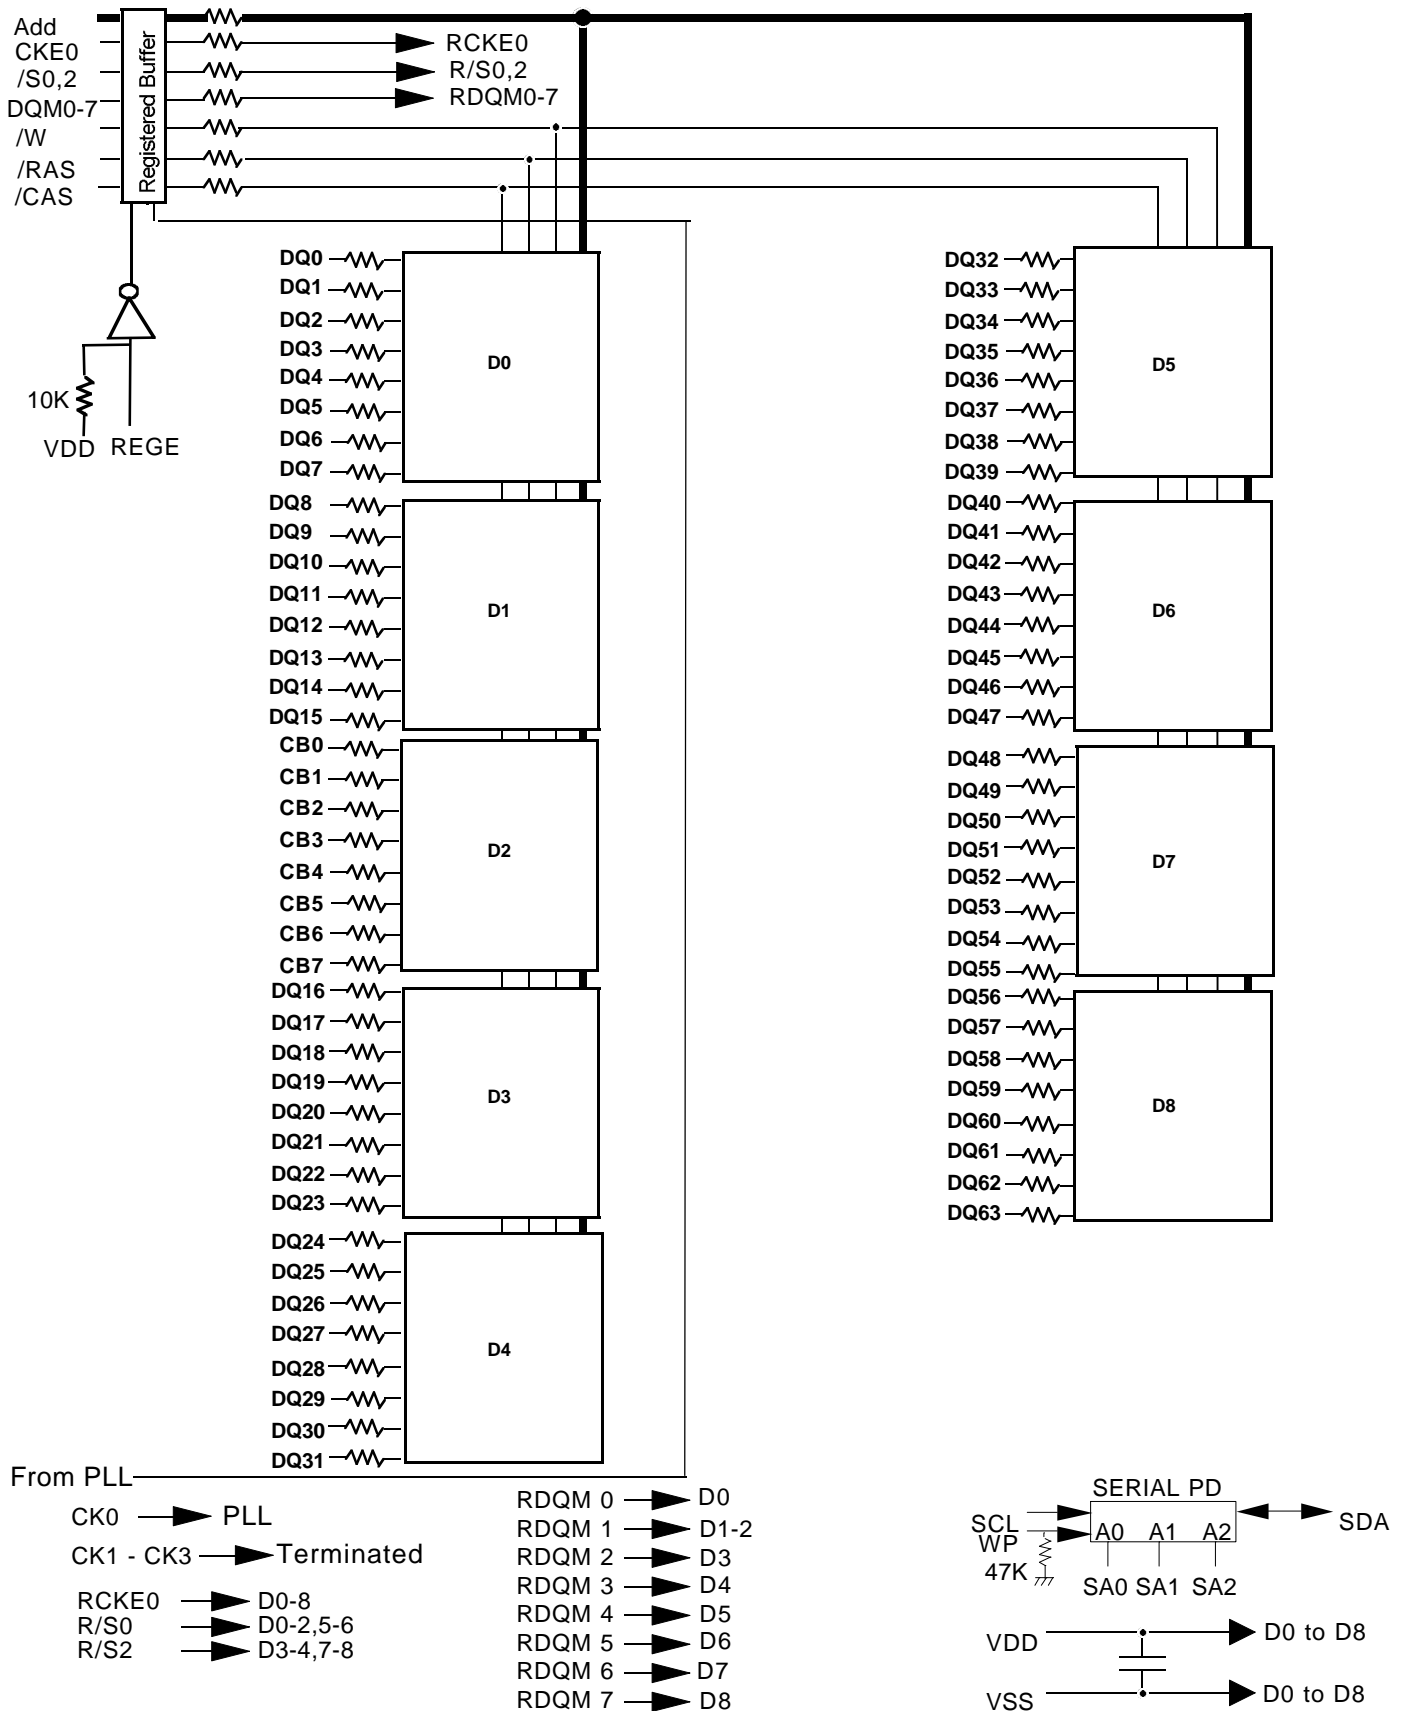 Add
CKE0
/S0,2
DQM0-7
/W
/RAS
/CAS
Registered Buffer
RCKE0
R/S0,2
RDQM0-7
10K
VDD REGE
DQ0
DQ1
DQ2
DQ3
DQ4
DQ5
DQ6
DQ7
D0
DQ8
DQ9
DQ10
DQ11
DQ12
DQ13
DQ14
DQ15
D1
CB0
CB1
CB2
CB3
CB4
CB5
CB6
CB7
D2
DQ16
DQ17
DQ18
DQ19
DQ20
DQ21
DQ22
DQ23
D3
DQ24
DQ25
DQ26
DQ27
DQ28
DQ29
DQ30
DQ31
D4
DQ32
DQ33
DQ34
DQ35
DQ36
DQ37
DQ38
DQ39
D5
DQ40
DQ41
DQ42
DQ43
DQ44
DQ45
DQ46
DQ47
D6
DQ48
DQ49
DQ50
DQ51
DQ52
DQ53
DQ54
DQ55
D7
DQ56
DQ57
DQ58
DQ59
DQ60
DQ61
DQ62
DQ63
D8
From PLL
CK0 PLL
CK1 - CK3 Terminated
RCKE0 D0-8
R/S0 D0-2,5-6
R/S2 D3-4,7-8
RDQM 0 D0
RDQM 1 D1-2
RDQM 2 D3
RDQM 3 D4
RDQM 4 D5
RDQM 5 D6
RDQM 6 D7
RDQM 7 D8
SERIAL PD
SCL
WP
47K
A0 A1 A2
SDA
SA0 SA1 SA2
VDD D0 to D8
VSS D0 to D8